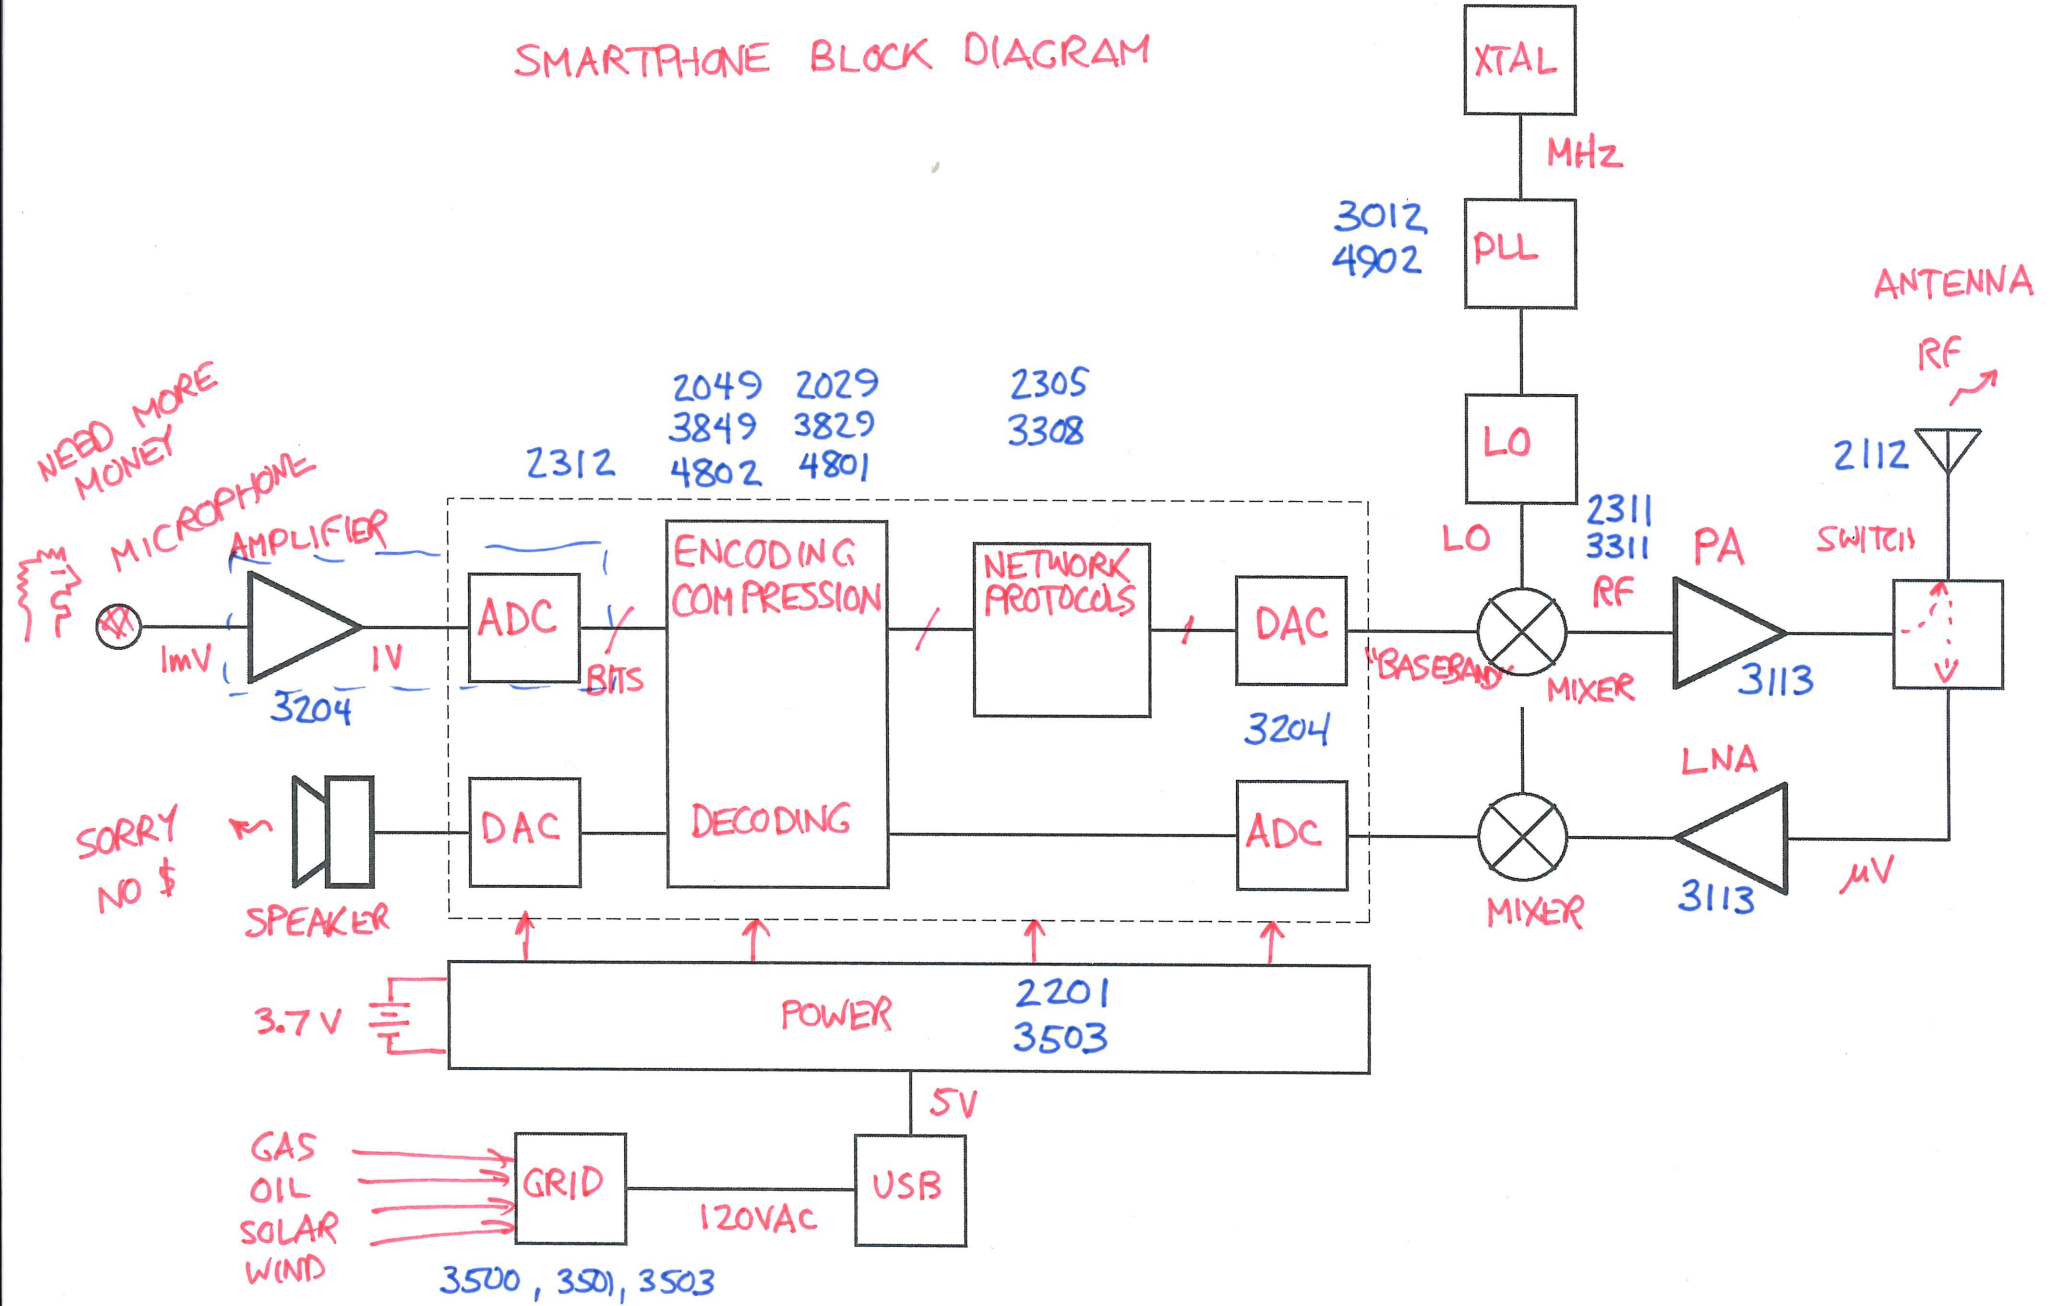 SMARTPHONE BLOCK DIAGRAM
XTAL
MHz
3012
4902
PLL
ANTENNA
RF
LO
2112
NEED MORE
MONEY
MICROPHONE
AMPLIFIER
2312
2049 2029
3849 3829
4802 4801
2305
3308
LO
2311
3311
RF
PA
SWITCH
1mV
1V
3204
ADC
BITS
ENCODING
COMPRESSION
NETWORK
PROTOCOLS
DAC
"BASEBAND"
MIXER
3113
3204
SORRY
NO $
SPEAKER
DAC
DECODING
ADC
MIXER
LNA
3113
μV
3.7V
POWER
2201
3503
5V
GAS
OIL
SOLAR
WIND
GRID
120VAC
USB
3500, 3501, 3503